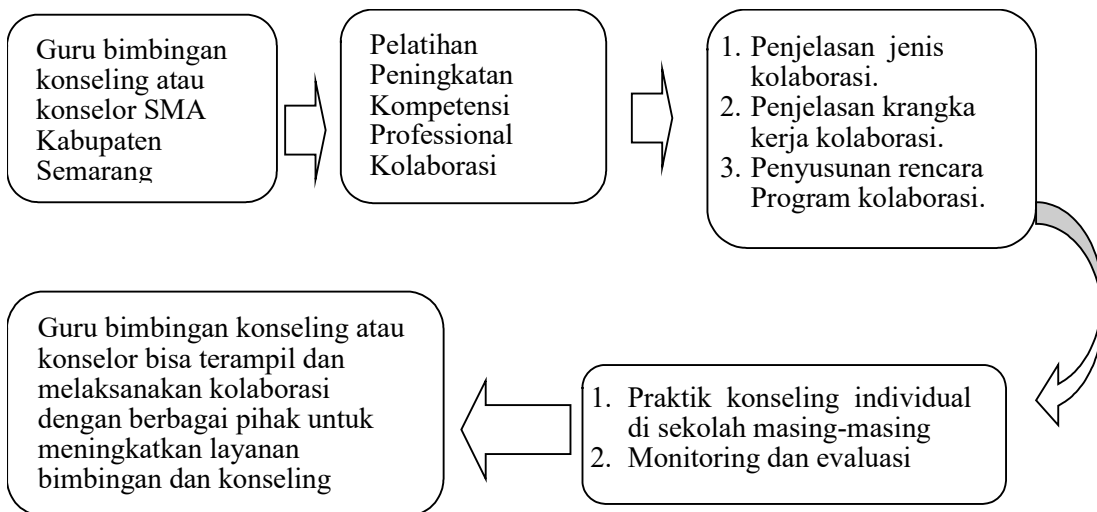 Guru bimbingan
konseling atau
konselor SMA
Kabupaten
Semarang
Pelatihan
Peningkatan
Kompetensi
Professional
Kolaborasi
1. Penjelasan jenis
kolaborasi.
2. Penjelasan krangka
kerja kolaborasi.
3. Penyusunan rencara
Program kolaborasi.
1. Praktik konseling individual
di sekolah masing-masing
2. Monitoring dan evaluasi
Guru bimbingan konseling atau
konselor bisa terampil dan
melaksanakan kolaborasi
dengan berbagai pihak untuk
meningkatkan layanan
bimbingan dan konseling